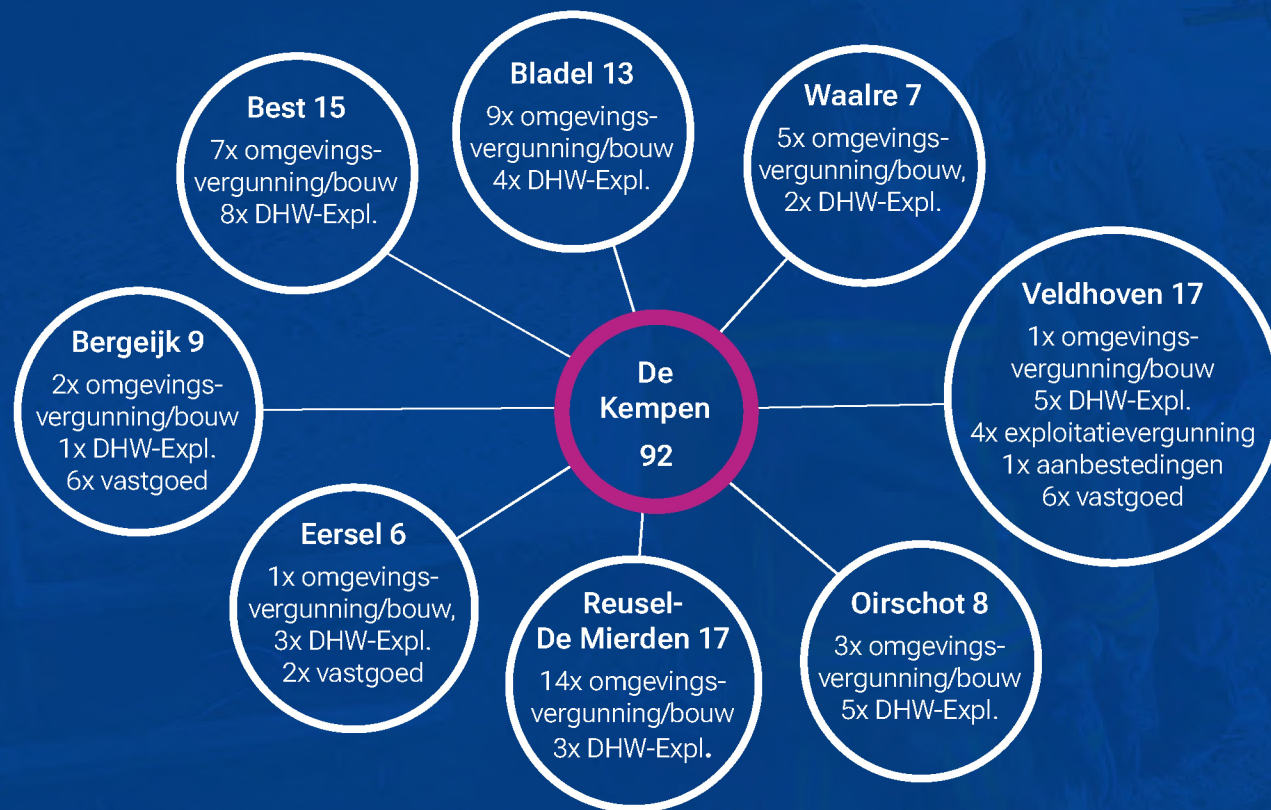 Bladel 13
9x omgevings-
vergunning/bouw
4x DHW-Expl.
Best 15
7x omgevings-
vergunning/bouw
8x DHW-Expl.
Waalre 7
5x omgevings-
vergunning/bouw,
2x DHW-Expl.
Veldhoven 17
1x omgevings-
vergunning/bouw
5x DHW-Expl.
4x exploitatievergunning
1x aanbestedingen
6x vastgoed
Bergeijk 9
2x omgevings-
vergunning/bouw
1x DHW-Expl.
6x vastgoed
De
Kempen
92
Eersel 6
1x omgevings-
vergunning/bouw,
3x DHW-Expl.
2x vastgoed
Reusel-
De Mierden 17
14x omgevings-
vergunning/bouw
3x DHW-Expl.
Oirschot 8
3x omgevings-
vergunning/bouw
5x DHW-Expl.